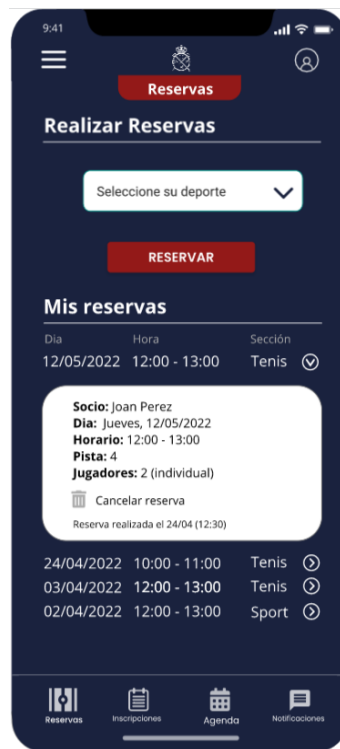 9:41
Reservas
Realizar Reservas
Seleccione su deporte
RESERVAR
Mis reservas
Dia Hora Sección
12/05/2022 12:00 - 13:00 Tenis
Socio: Joan Perez
Dia: Jueves, 12/05/2022
Horario: 12:00 - 13:00
Pista: 4
Jugadores: 2 (individual)
Cancelar reserva
Reserva realizada el 24/04 (12:30)
24/04/2022 10:00 - 11:00 Tenis
03/04/2022 12:00 - 13:00 Tenis
02/04/2022 12:00 - 13:00 Sport
Reservas Inscripciones Agenda Notificaciones